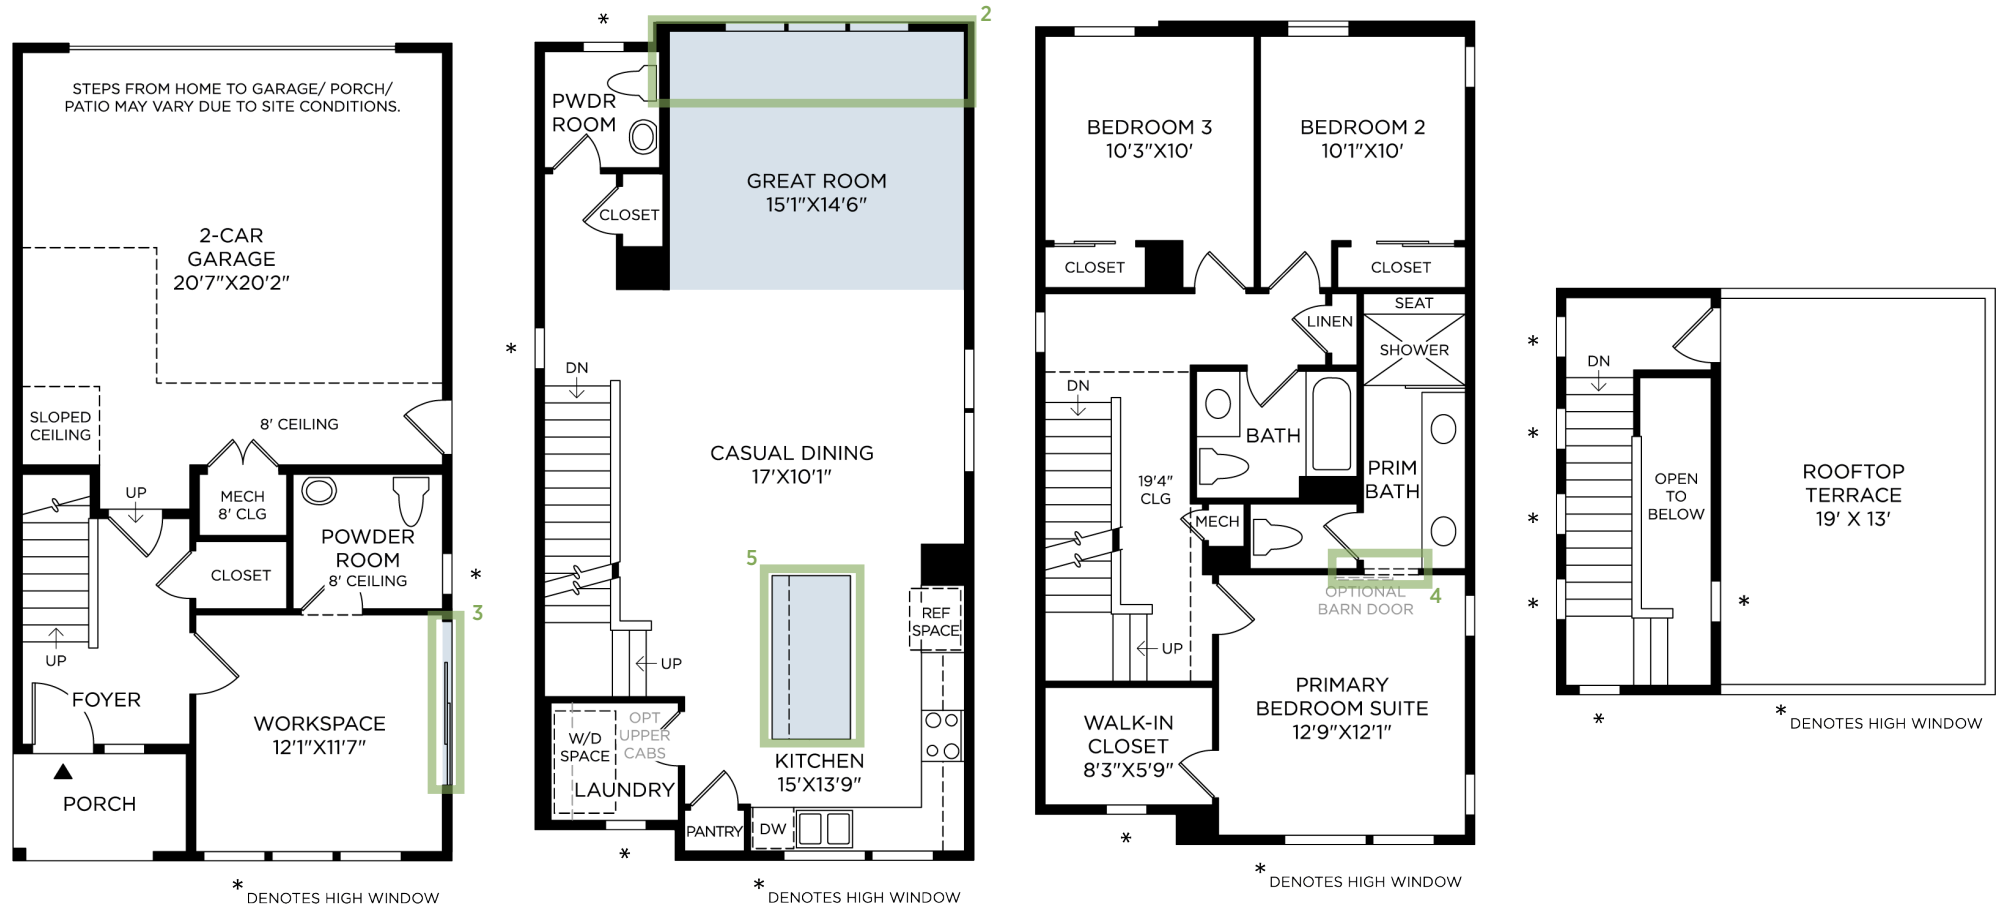 STEPS FROM HOME TO GARAGE/ PORCH/
PATIO MAY VARY DUE TO SITE CONDITIONS.
2-CAR
GARAGE
20'7"X20'2"
SLOPED
CEILING
8' CEILING
UP
MECH
8' CLG
POWDER
ROOM
8' CEILING
*
CLOSET
UP
3
FOYER
WORKSPACE
12'1"X11'7"
PORCH
* DENOTES HIGH WINDOW
*
2
PWDR
ROOM
GREAT ROOM
15'1"X14'6"
CLOSET
*
DN
CASUAL DINING
17'X10'1"
5
REF
SPACE
UP
OPT
UPPER
CABS
W/D
SPACE
LAUNDRY
KITCHEN
15'X13'9"
PANTRY
DW
*
* DENOTES HIGH WINDOW
BEDROOM 3
10'3"X10'
BEDROOM 2
10'1"X10'
CLOSET
CLOSET
SEAT
LINEN
SHOWER
DN
BATH
PRIM
BATH
19'4"
CLG
MECH
4
OPTIONAL
BARN DOOR
UP
PRIMARY
BEDROOM SUITE
12'9"X12'1"
WALK-IN
CLOSET
8'3"X5'9"
*
* DENOTES HIGH WINDOW
*
DN
*
OPEN
TO
BELOW
ROOFTOP
TERRACE
19' X 13'
*
*
*
*
* DENOTES HIGH WINDOW